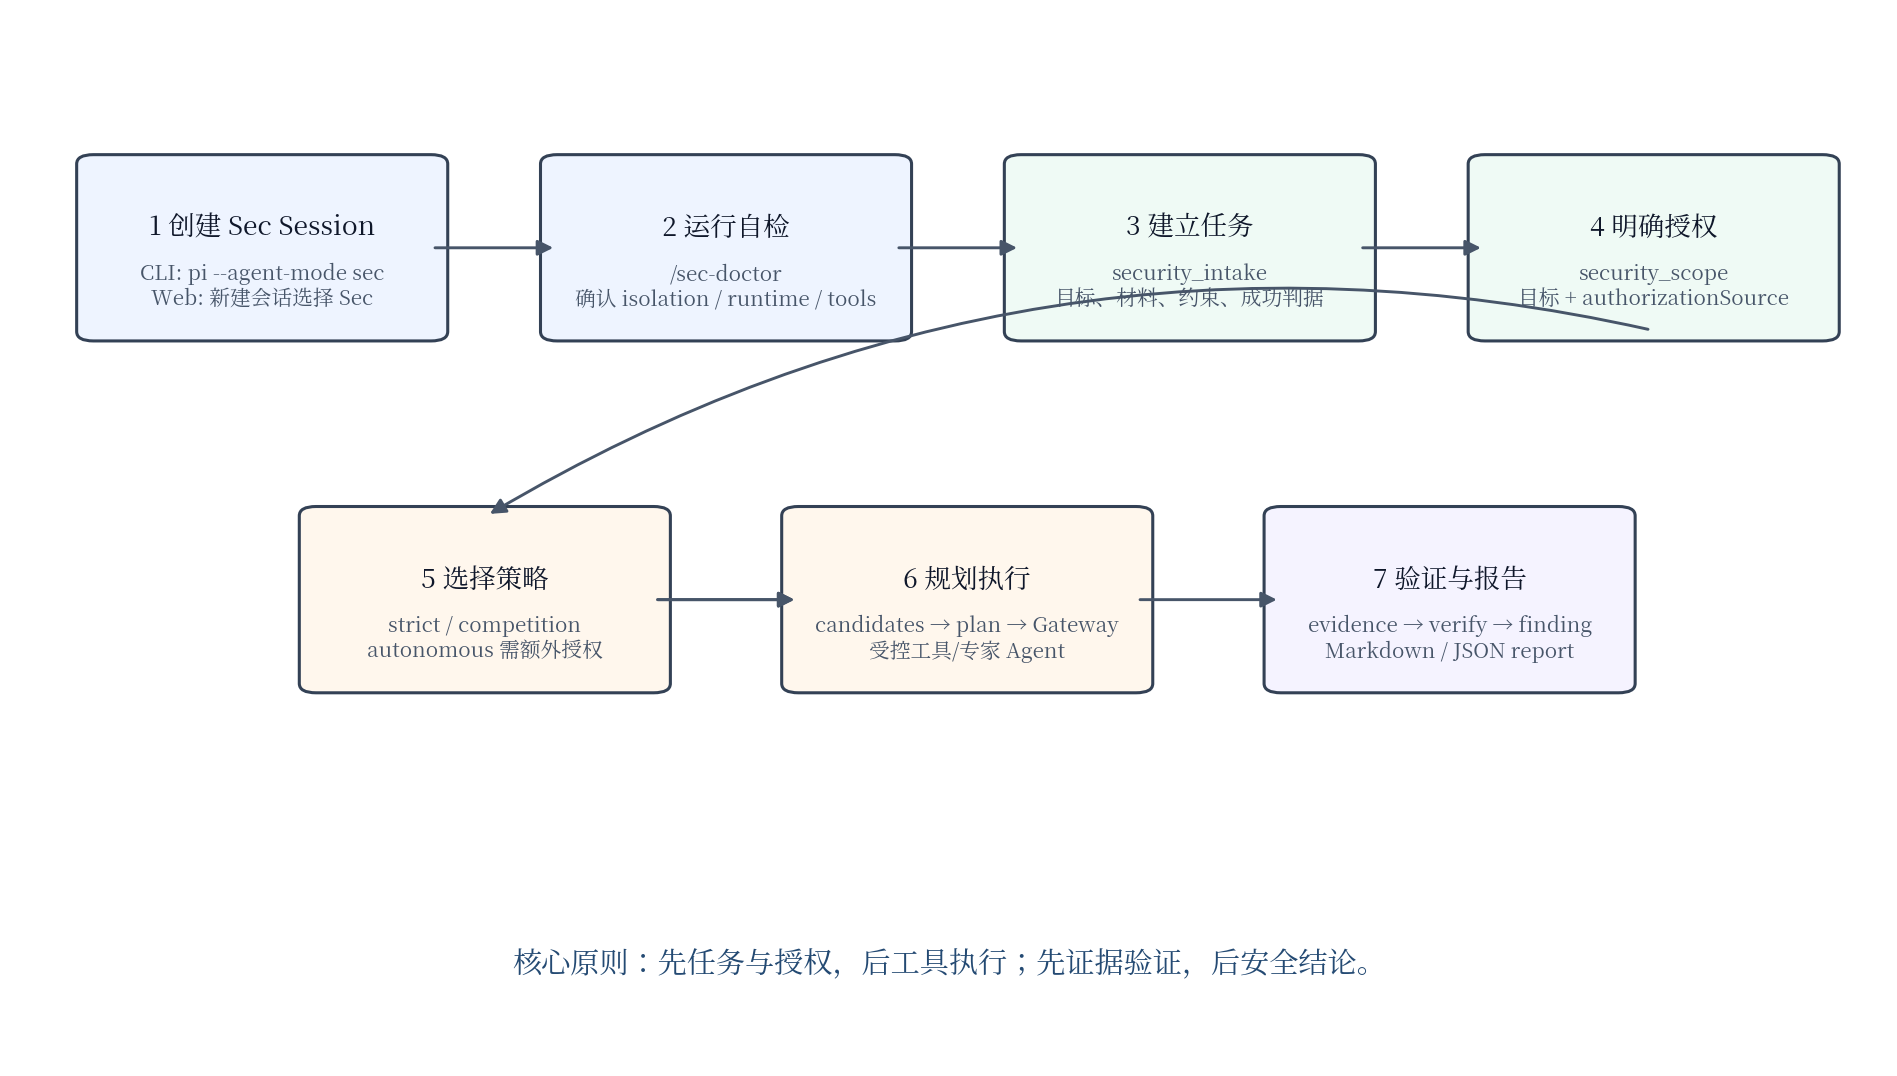 1 创建 Sec Session
CLI: pi --agent-mode sec
Web: 新建会话选择 Sec
2 运行自检
/sec-doctor
确认 isolation / runtime / tools
3 建立任务
security_intake
目标、材料、约束、成功判据
4 明确授权
security_scope
目标 + authorizationSource
5 选择策略
strict / competition
autonomous 需额外授权
6 规划执行
candidates → plan → Gateway
受控工具/专家 Agent
7 验证与报告
evidence → verify → finding
Markdown / JSON report
核心原则：先任务与授权，后工具执行；先证据验证，后安全结论。